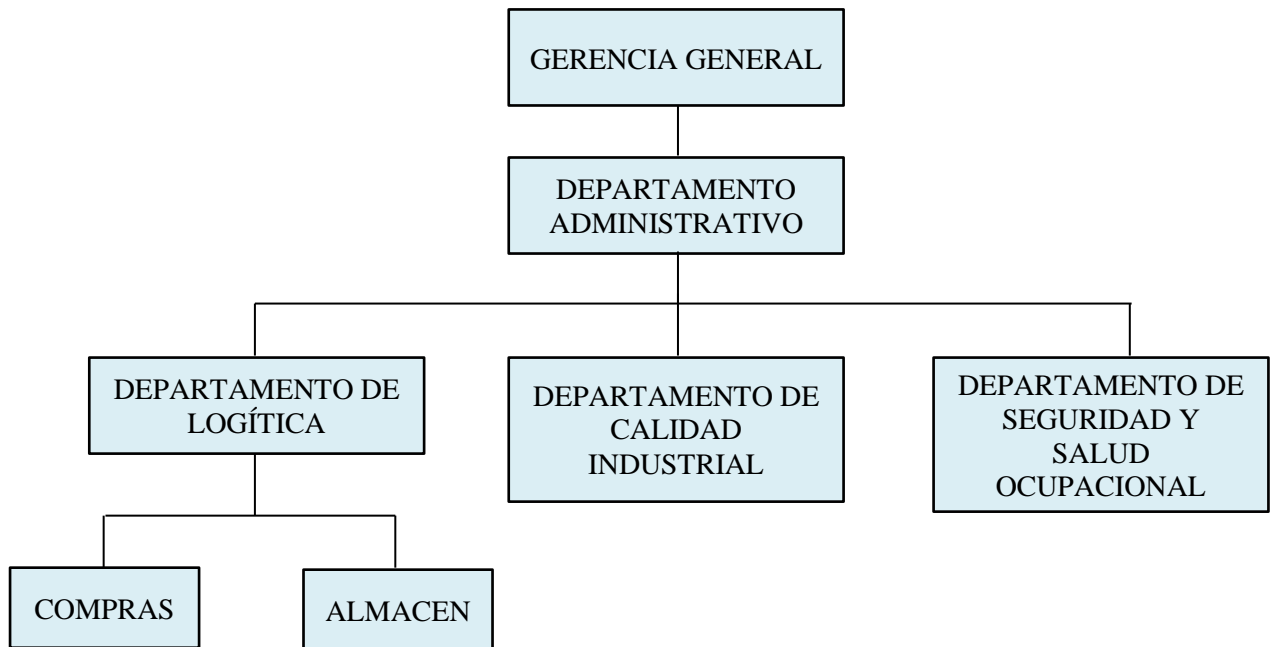 GERENCIA GENERAL
DEPARTAMENTO
ADMINISTRATIVO
DEPARTAMENTO DE
LOGÍTICA
DEPARTAMENTO DE
CALIDAD
INDUSTRIAL
DEPARTAMENTO DE
SEGURIDAD Y
SALUD
OCUPACIONAL
COMPRAS
ALMACEN